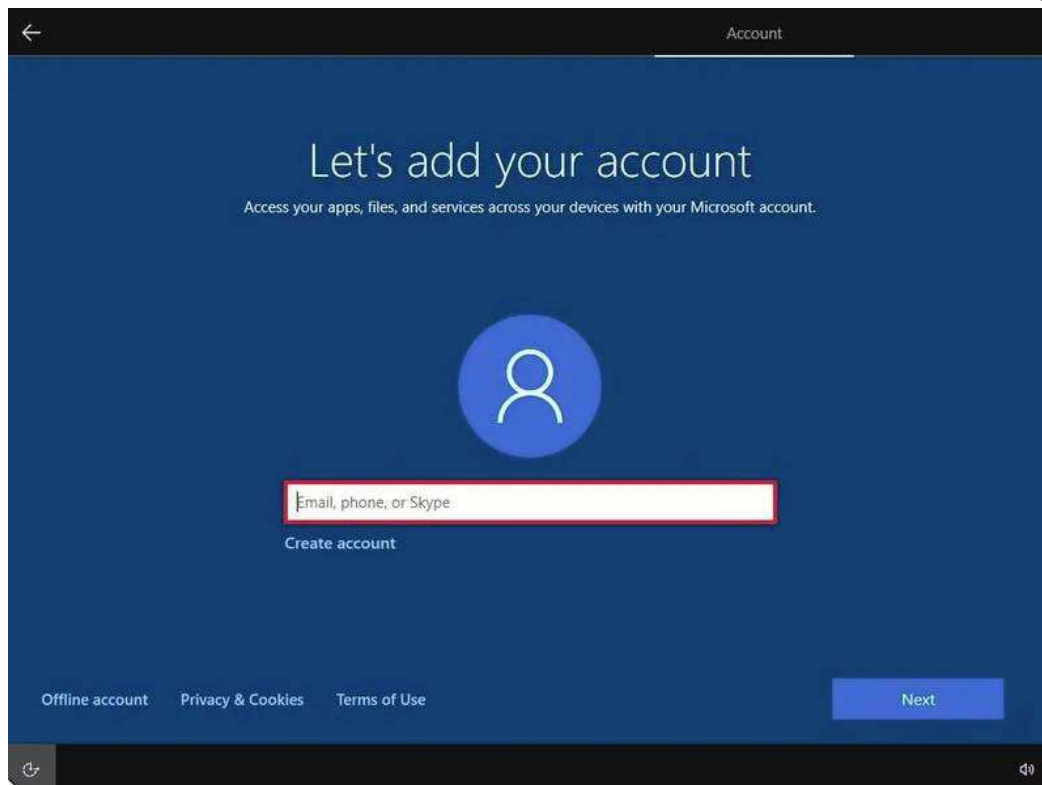 Account
Let's add your account
Access your apps, files, and services across your devices with your Microsoft account.
Email, phone, or Skype
Create account
Offline account Privacy & Cookies Terms of Use Next